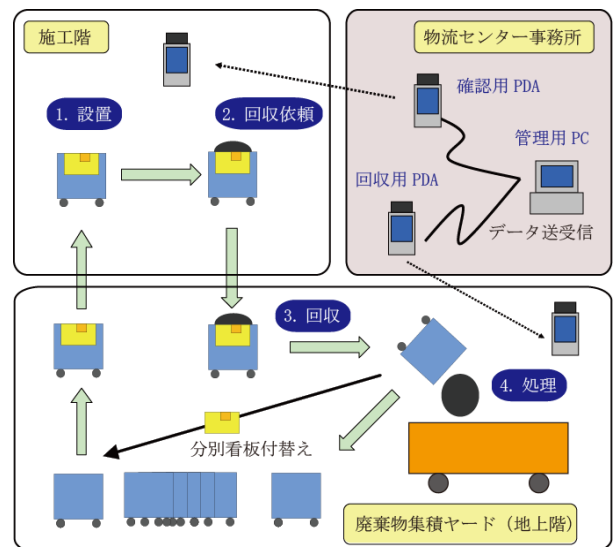 施工階
物流センター事務所
確認用 PDA
1. 設置
2. 回収依頼
管理用 PC
回収用 PDA
データ送受信
3. 回収
4. 処理
分別看板付替え
廃棄物集積ヤード（地上階）